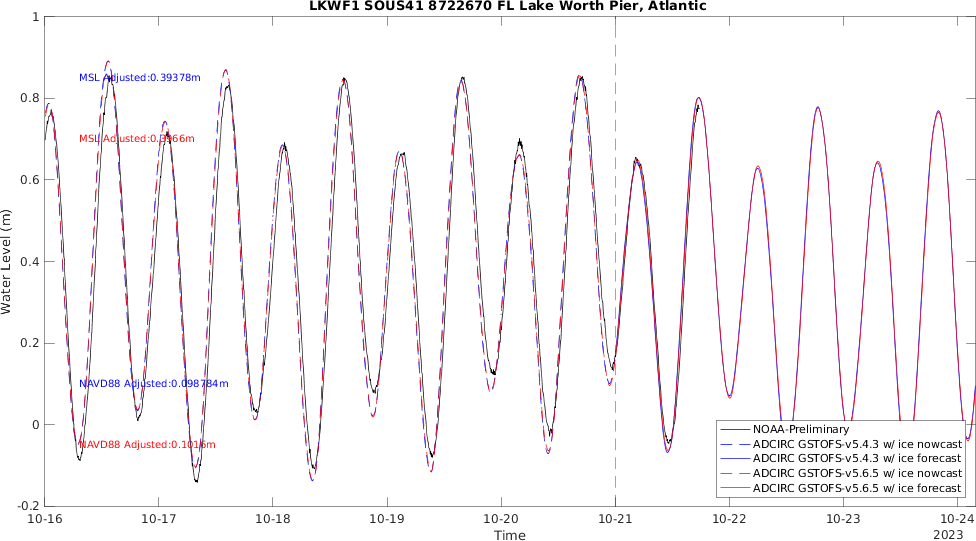 LKWF1 SOUS41 8722670 FL Lake Worth Pier, Atlantic
1
0.8
0.6
0.4
0.2
0
-0.2
Water Level (m)
MSL Adjusted:0.39378m
MSL Adjusted:0.3966m
NAVD88 Adjusted:0.098784m
NAVD88 Adjusted:0.1016m
NOAA-Preliminary
ADCIRC GSTOFS-v5.4.3 w/ ice nowcast
ADCIRC GSTOFS-v5.4.3 w/ ice forecast
ADCIRC GSTOFS-v5.6.5 w/ ice nowcast
ADCIRC GSTOFS-v5.6.5 w/ ice forecast
10-16 10-17 10-18 10-19 10-20 10-21 10-22 10-23 10-24
Time
2023